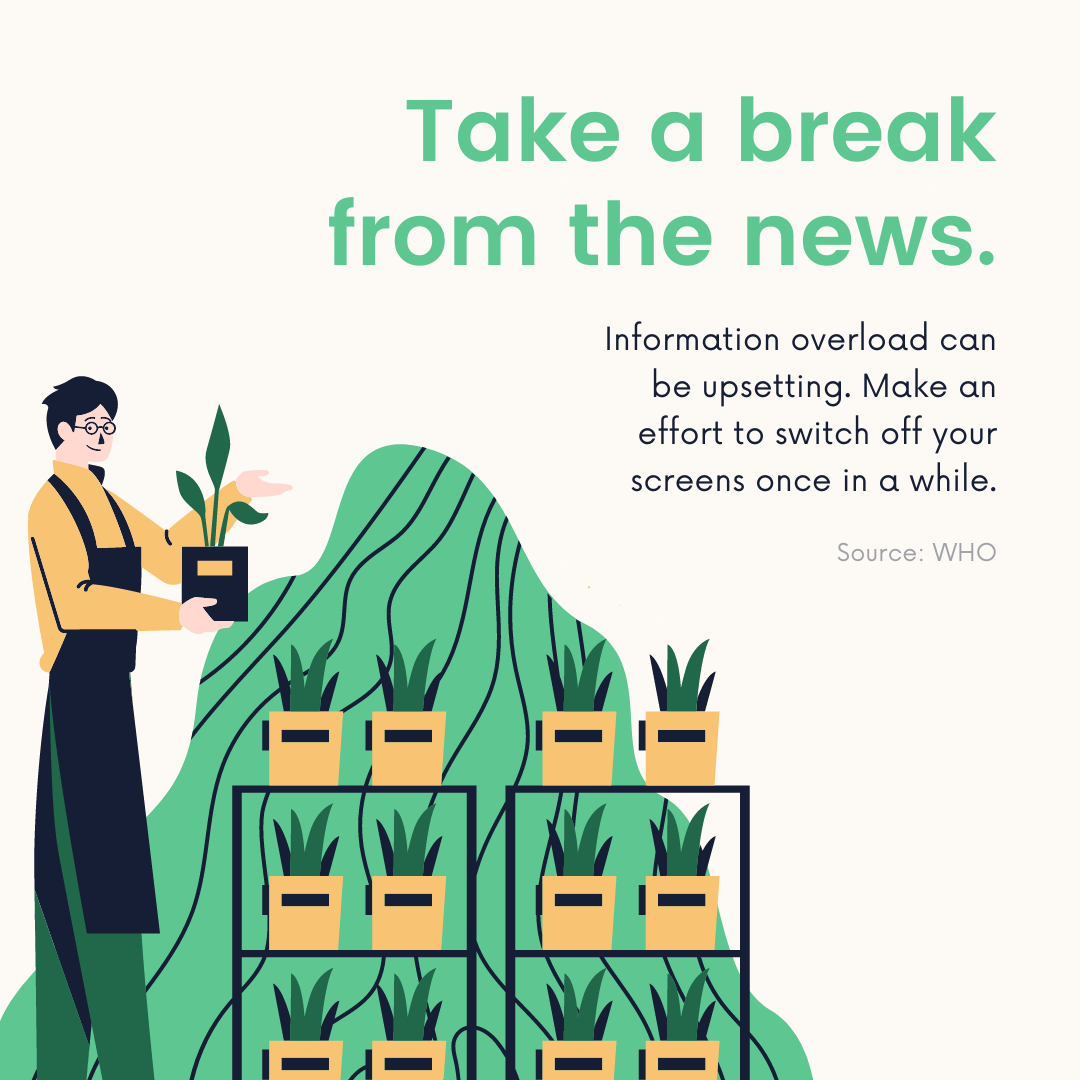 Take a break
from the news.
Information overload can
be upsetting. Make an
effort to switch off your
screens once in a while.
Source: WHO